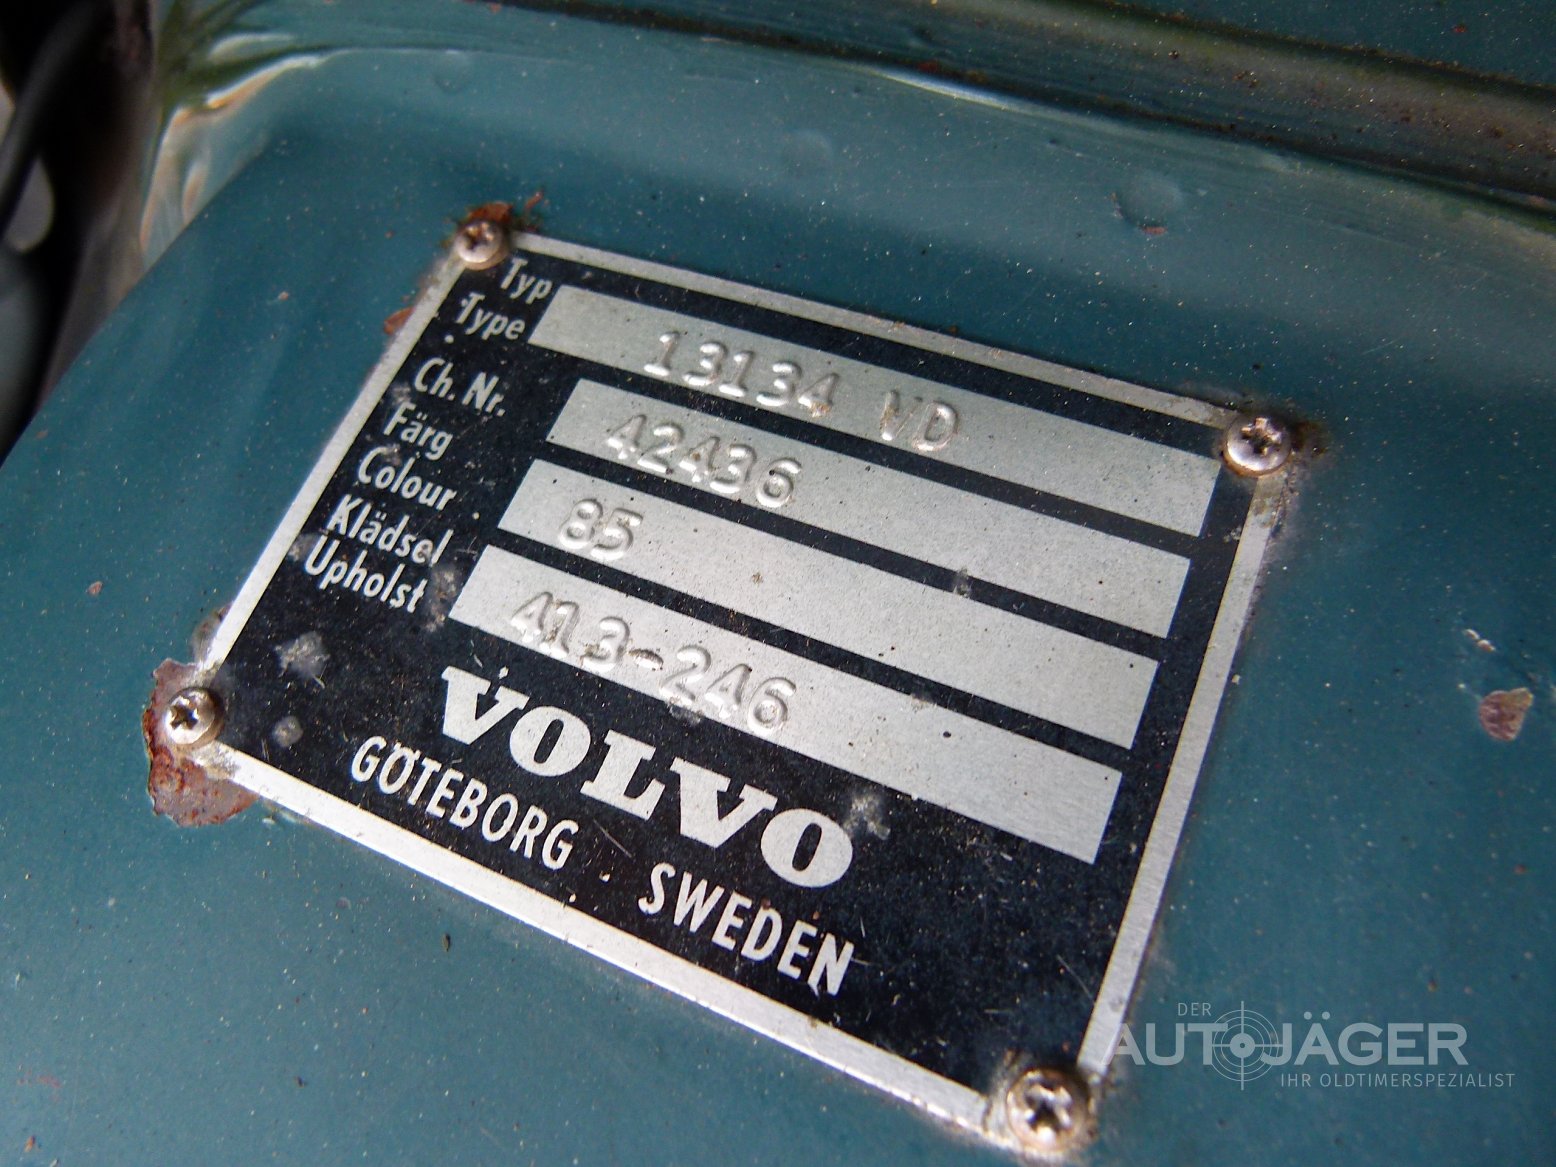 Typ
Type 13134 VD
Ch. Nr. 42436
Färg
Colour 85
Klädsel
Upholst 413-246
VOLVO
GÖTEBORG SWEDEN
DER
AUTOJÄGER
IHR OLDTIMERSPEZIALIST